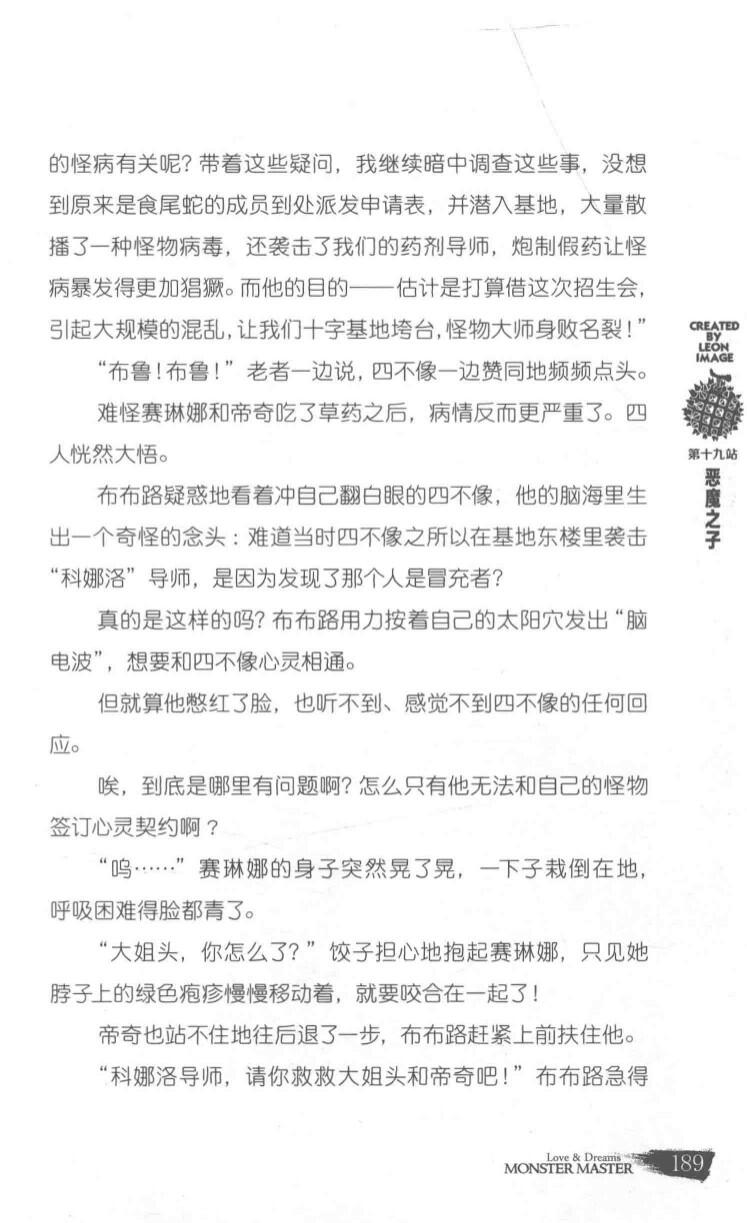 的怪病有关呢？带着这些疑问，我继续暗中调查这些事，没想
到原来是食尾蛇的成员到处派发申请表，并潜入基地，大量散
播了一种怪物病毒，还袭击了我们的药剂导师，炮制假药让怪
病暴发得更加猖獗。而他的目的——估计是打算借这次招生会，
引起大规模的混乱，让我们十字基地垮台，怪物大师身败名裂！”
“布鲁！布鲁！”老者一边说，四不像一边赞同地频频点头。
难怪赛琳娜和帝奇吃了草药之后，病情反而更严重了。四
人恍然大悟。
布布路疑惑地看着冲自己翻白眼的四不像，他的脑海里生
出一个奇怪的念头：难道当时四不像之所以在基地东楼里袭击
“科娜洛”导师，是因为发现了那个人是冒充者？
真的是这样的吗？布布路用力按着自己的太阳穴发出“脑
电波”，想要和四不像心灵相通。
但就算他憋红了脸，也听不到、感觉不到四不像的任何回
应。
唉，到底是哪里有问题啊？怎么只有他无法和自己的怪物
签订心灵契约啊？
“呜……”赛琳娜的身子突然晃了晃，一下子栽倒在地，
呼吸困难得脸都青了。
“大姐头，你怎么了？”饺子担心地抱起赛琳娜，只见她
脖子上的绿色疱疹慢慢移动着，就要咬合在一起了！
帝奇也站不住地往后退了一步，布布路赶紧上前扶住他。
“科娜洛导师，请你救救大姐头和帝奇吧！”布布路急得
CREATED
BY
LEON
IMAGE
第十九站
恶魔之子
Love & Dreams
MONSTER MASTER
189